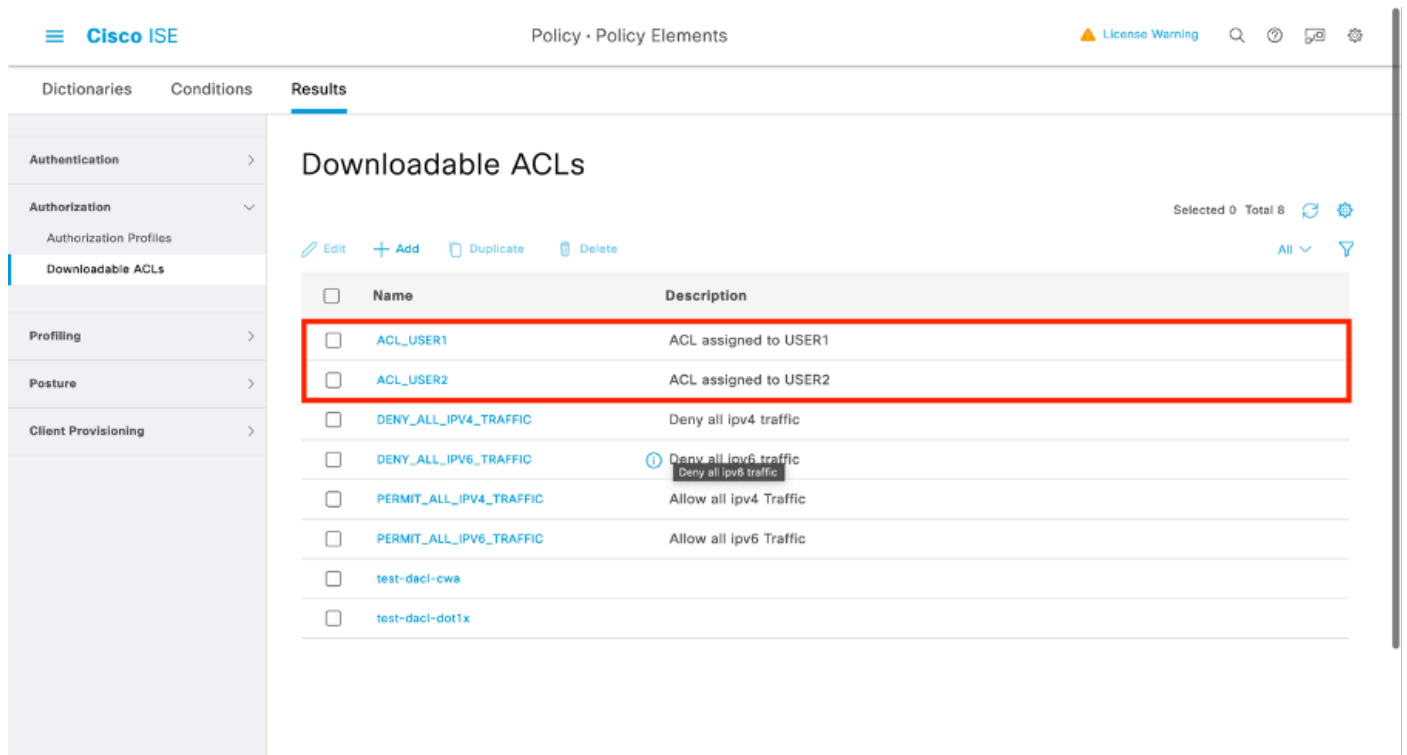 Cisco ISE
Policy · Policy Elements
License Warning
Dictionaries Conditions Results
Authentication
Authorization
Authorization Profiles
Downloadable ACLs
Profiling
Posture
Client Provisioning
Downloadable ACLs
Selected 0 Total 8
Edit Add Duplicate Delete
All
Name Description
ACL_USER1 ACL assigned to USER1
ACL_USER2 ACL assigned to USER2
DENY_ALL_IPV4_TRAFFIC Deny all ipv4 traffic
DENY_ALL_IPV6_TRAFFIC Deny all ipv6 traffic
Deny all ipv6 traffic
PERMIT_ALL_IPV4_TRAFFIC Allow all ipv4 Traffic
PERMIT_ALL_IPV6_TRAFFIC Allow all ipv6 Traffic
test-dacl-cwa
test-dacl-dot1x